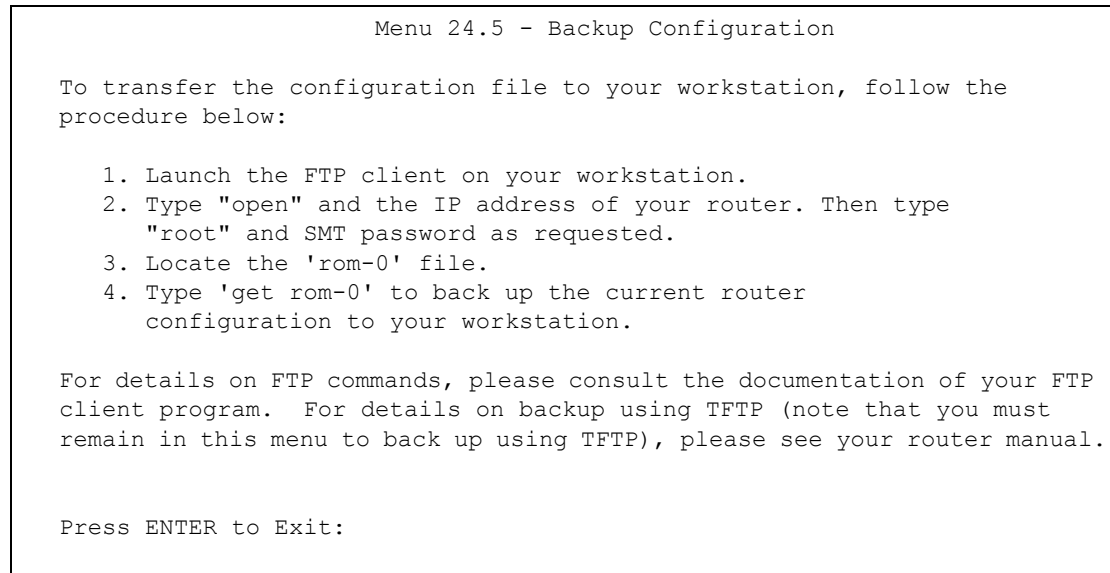 Menu 24.5 - Backup Configuration
To transfer the configuration file to your workstation, follow the
procedure below:
1. Launch the FTP client on your workstation.
2. Type "open" and the IP address of your router. Then type
"root" and SMT password as requested.
3. Locate the 'rom-0' file.
4. Type 'get rom-0' to back up the current router
configuration to your workstation.
For details on FTP commands, please consult the documentation of your FTP
client program.  For details on backup using TFTP (note that you must
remain in this menu to back up using TFTP), please see your router manual.
Press ENTER to Exit: